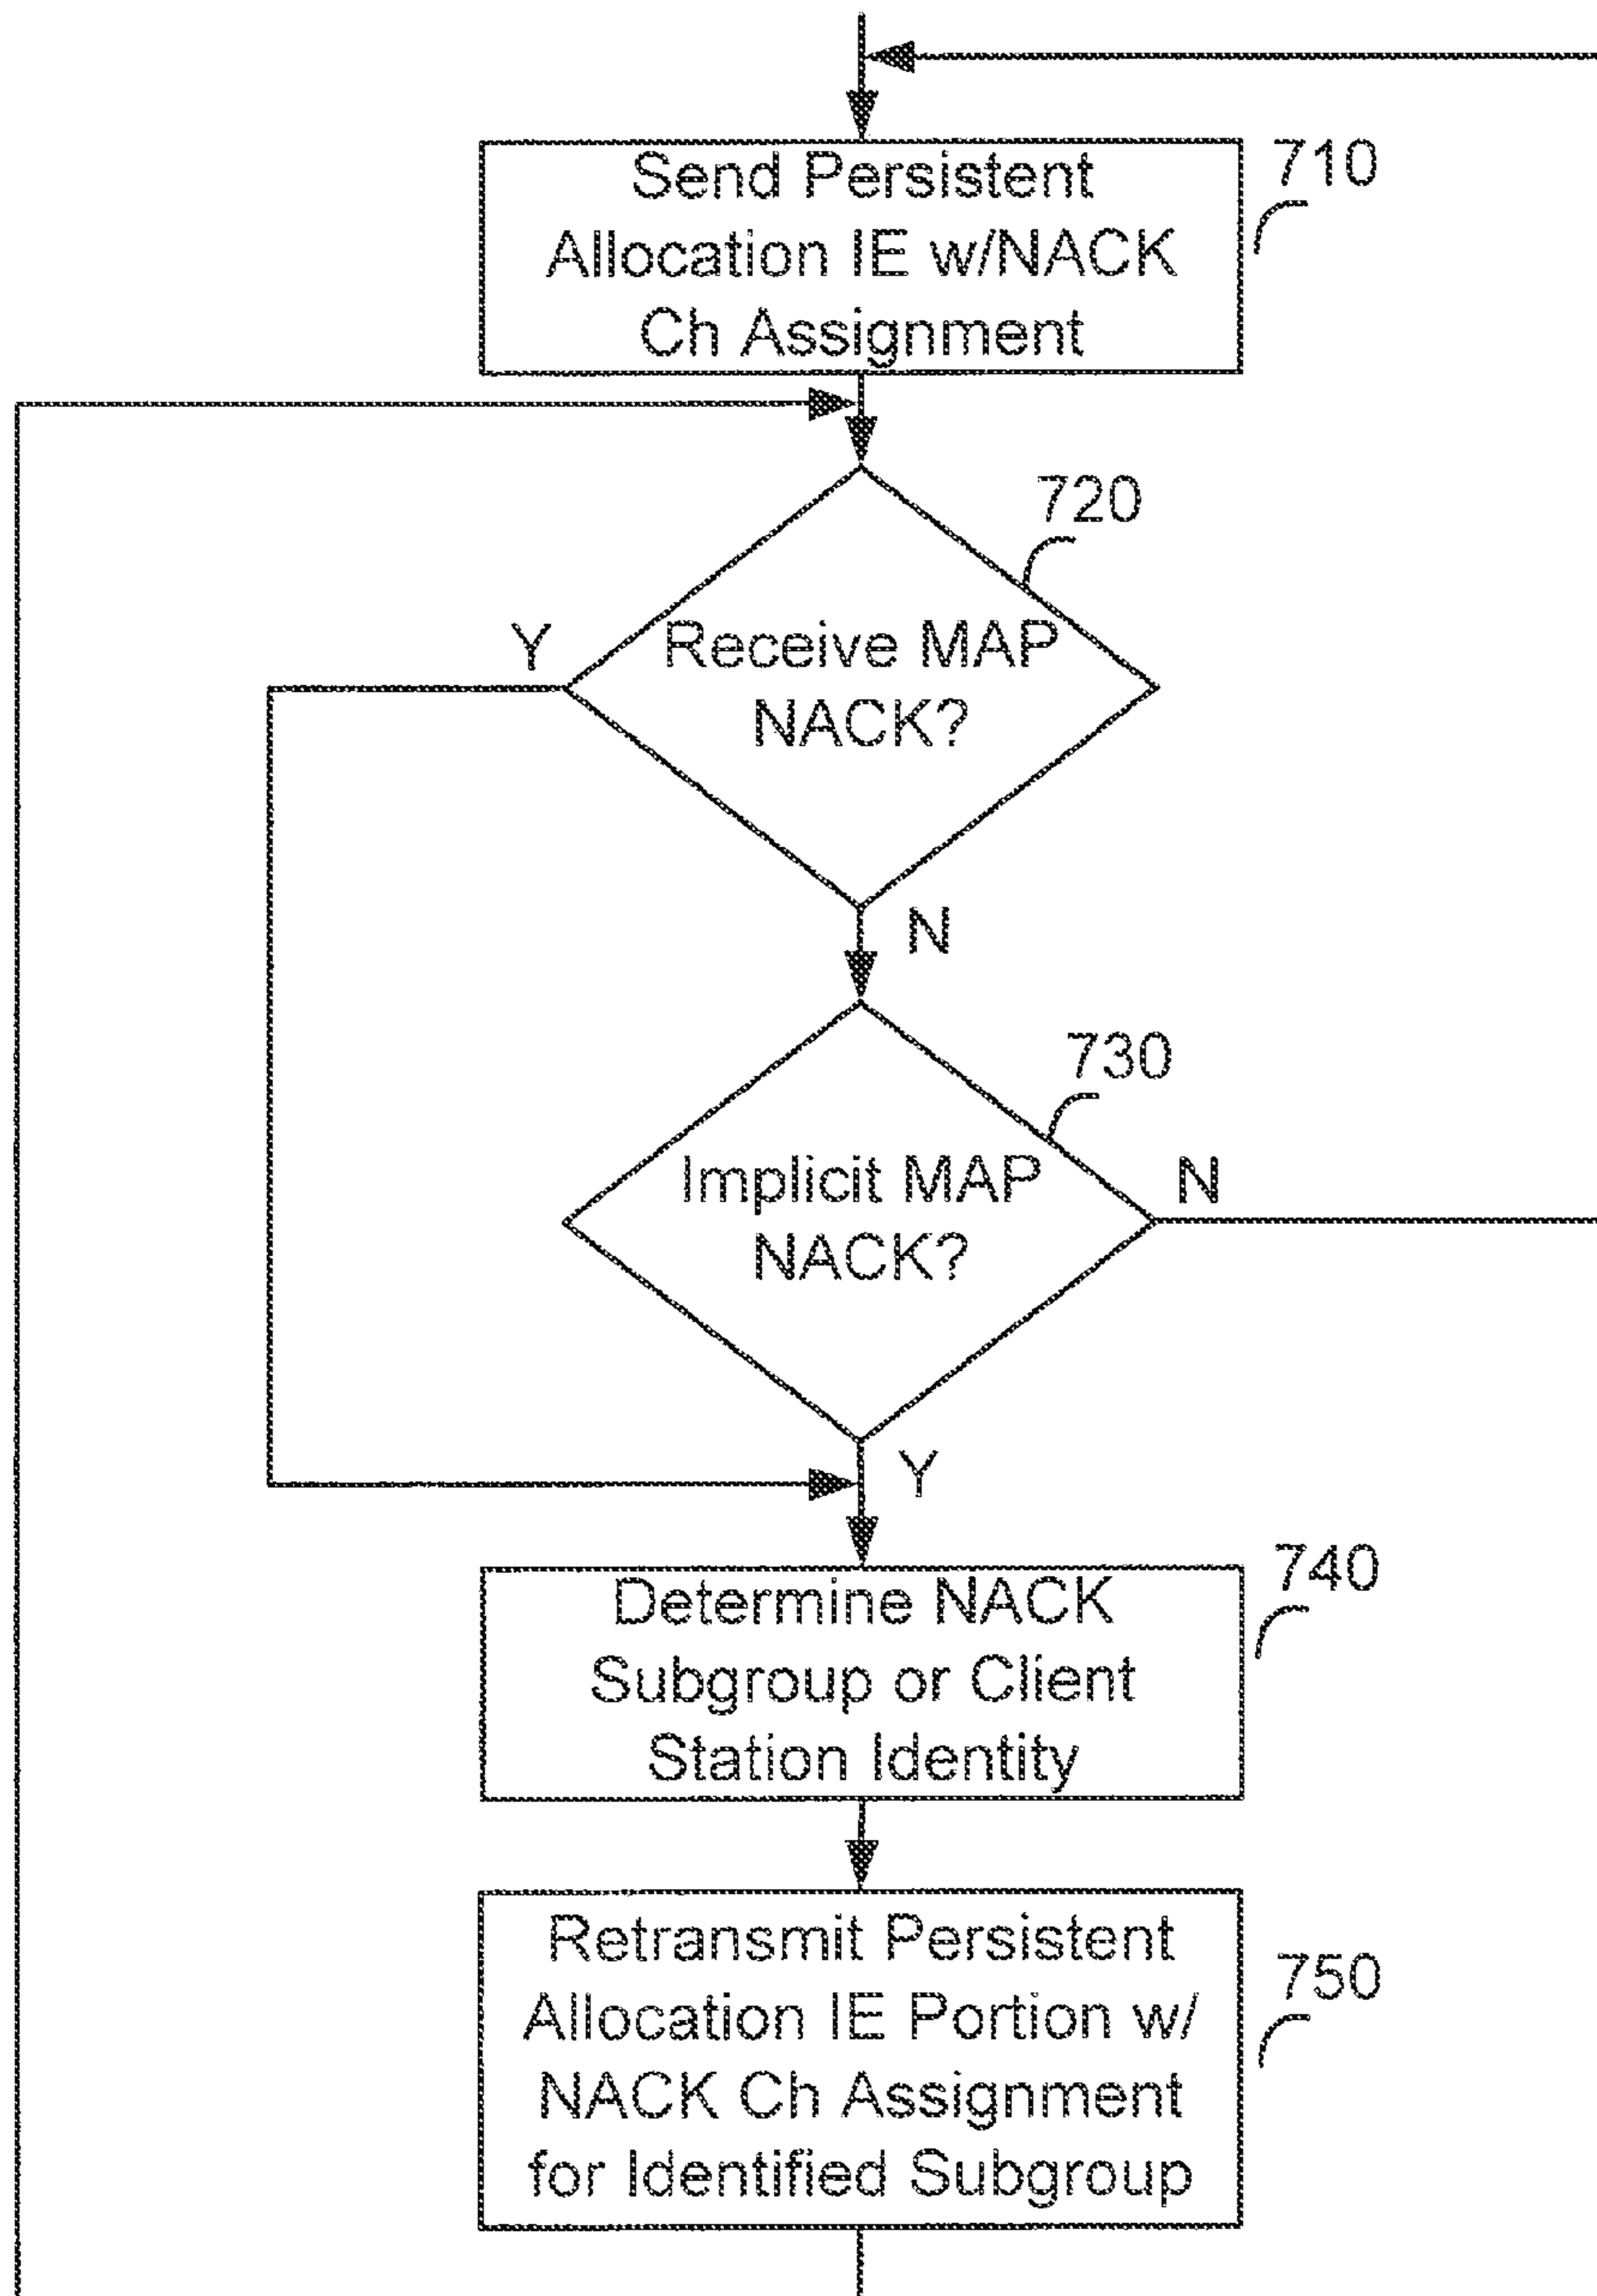 Send Persistent
Allocation IE w/NACK
Ch Assignment
710
720
Y
Receive MAP
NACK?
N
730
Implicit MAP
NACK?
N
Y
Determine NACK
Subgroup or Client
Station Identity
740
Retransmit Persistent
Allocation IE Portion w/
NACK Ch Assignment
for Identified Subgroup
750